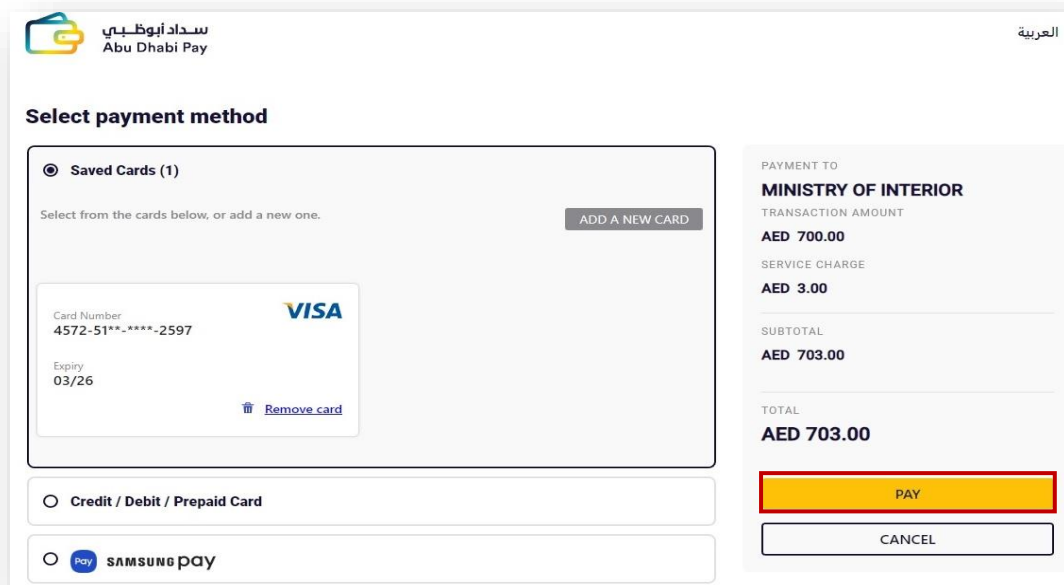 سـداد أبوظـبـي
Abu Dhabi Pay
العربية
Select payment method
Saved Cards (1)
Select from the cards below, or add a new one.
ADD A NEW CARD
VISA
Card Number
4572-51**-****-2597
Expiry
03/26
Remove card
Credit / Debit / Prepaid Card
Pay SAMSUNG pay
PAYMENT TO
MINISTRY OF INTERIOR
TRANSACTION AMOUNT
AED 700.00
SERVICE CHARGE
AED 3.00
SUBTOTAL
AED 703.00
TOTAL
AED 703.00
PAY
CANCEL